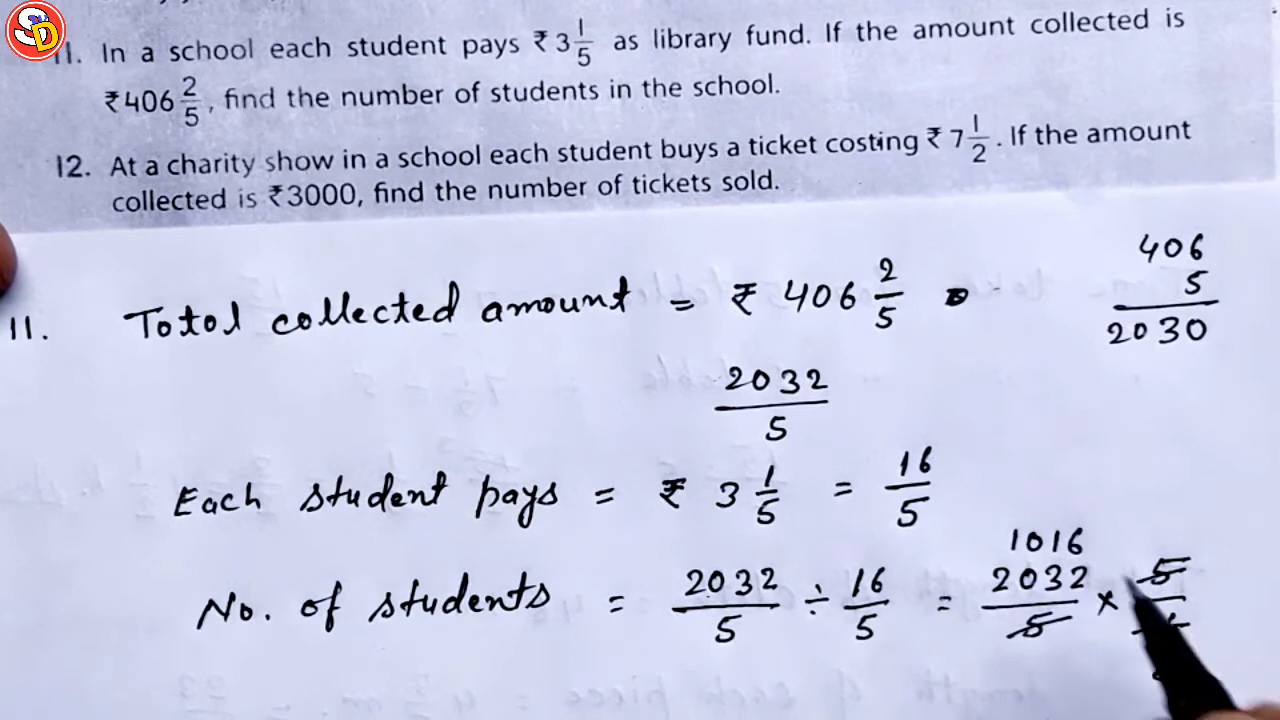 SD
11. In a school each student pays ₹ 3 1/5 as library fund. If the amount collected is
₹406 2/5, find the number of students in the school.
12. At a charity show in a school each student buys a ticket costing ₹ 7 1/2. If the amount
collected is ₹3000, find the number of tickets sold.
406
5
2030
11. Totol collected amount = ₹ 406 2/5
2032/5
Each student pays = ₹ 3 1/5 = 16/5
1016
No. of students = 2032/5 ÷ 16/5 = 2032/5 × 5/